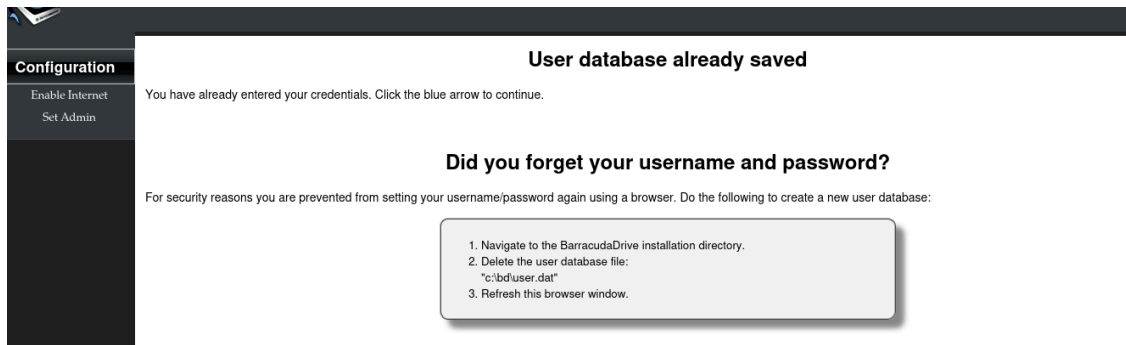 Configuration
Enable Internet
Set Admin
User database already saved
You have already entered your credentials. Click the blue arrow to continue.
Did you forget your username and password?
For security reasons you are prevented from setting your username/password again using a browser. Do the following to create a new user database:
1. Navigate to the BarracudaDrive installation directory.
2. Delete the user database file:
"c:\bd\user.dat"
3. Refresh this browser window.